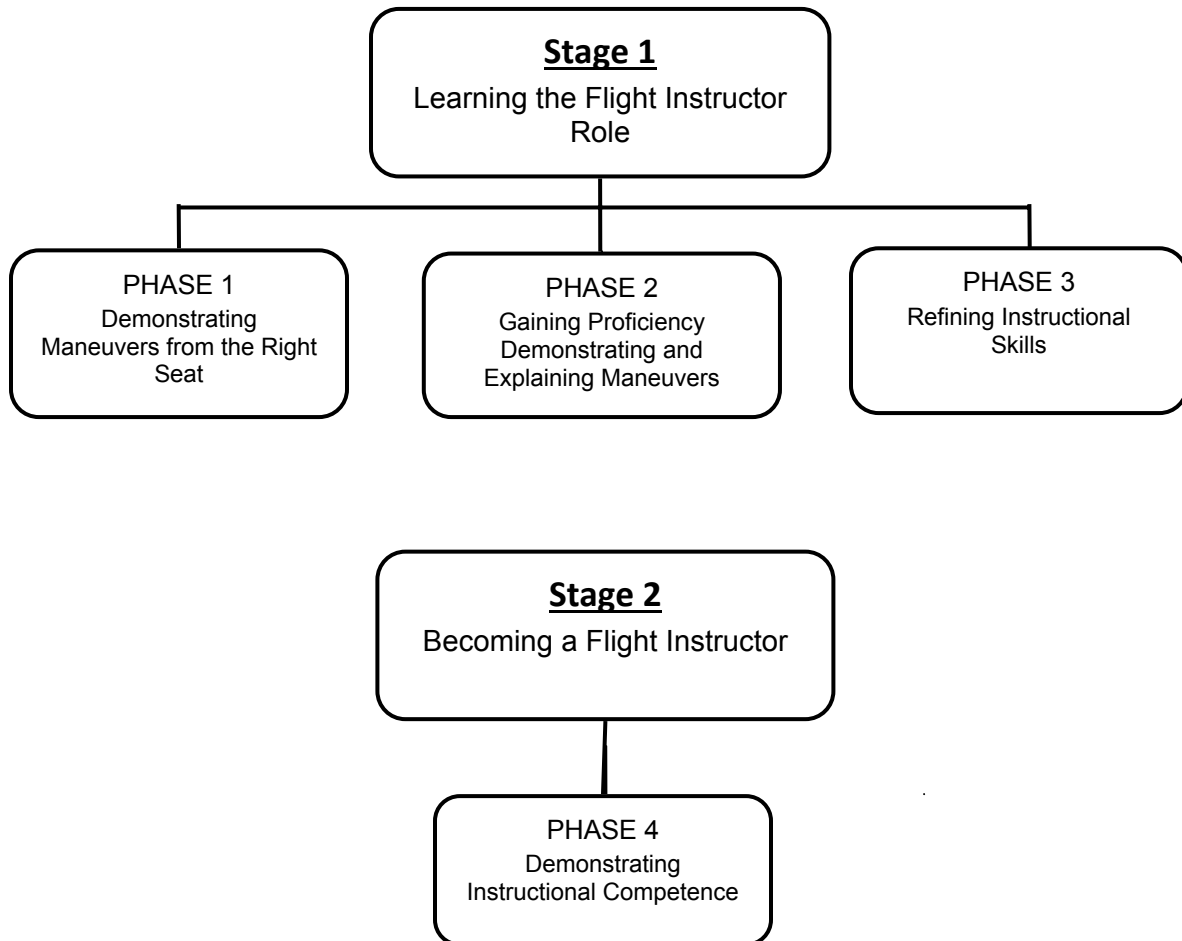 Stage 1
Learning the Flight Instructor
Role
PHASE 1
Demonstrating
Maneuvers from the Right
Seat
PHASE 2
Gaining Proficiency
Demonstrating and
Explaining Maneuvers
PHASE 3
Refining Instructional
Skills
Stage 2
Becoming a Flight Instructor
PHASE 4
Demonstrating
Instructional Competence